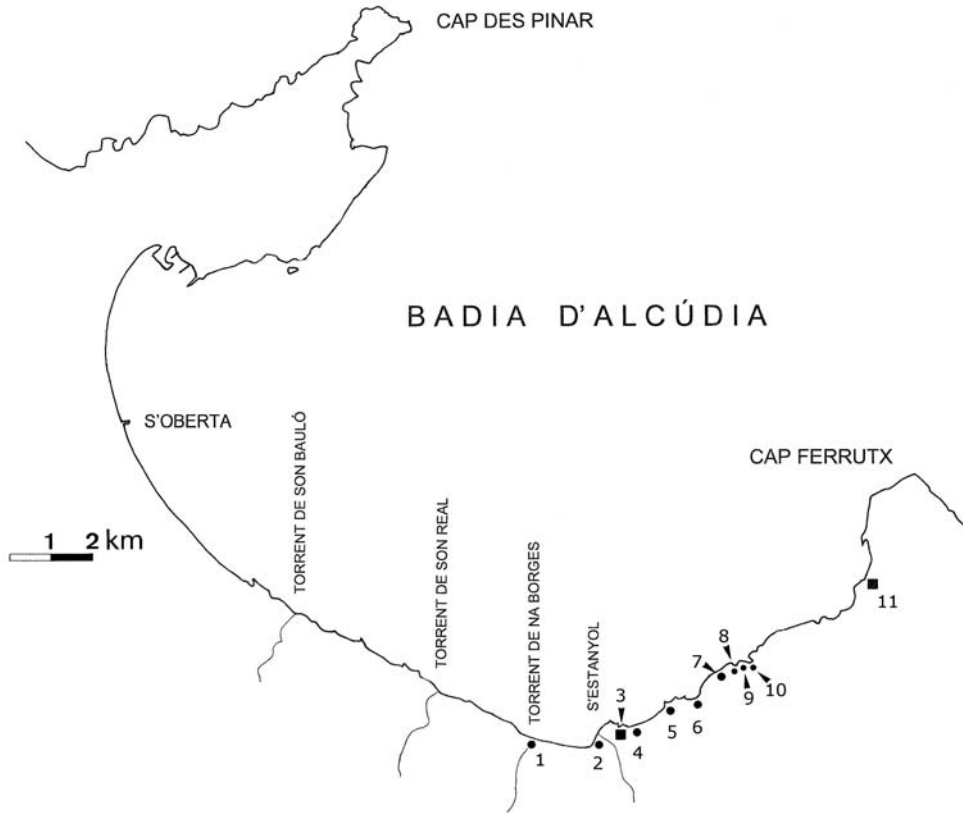 CAP DES PINAR
BADIA D'ALCÚDIA
S'OBERTA
TORRENT DE SON BAULÓ
TORRENT DE SON REAL
TORRENT DE NA BORGES
S'ESTANYOL
CAP FERRUTX
1 2 km
1
2
3
4
5
6
7
8
9
10
11